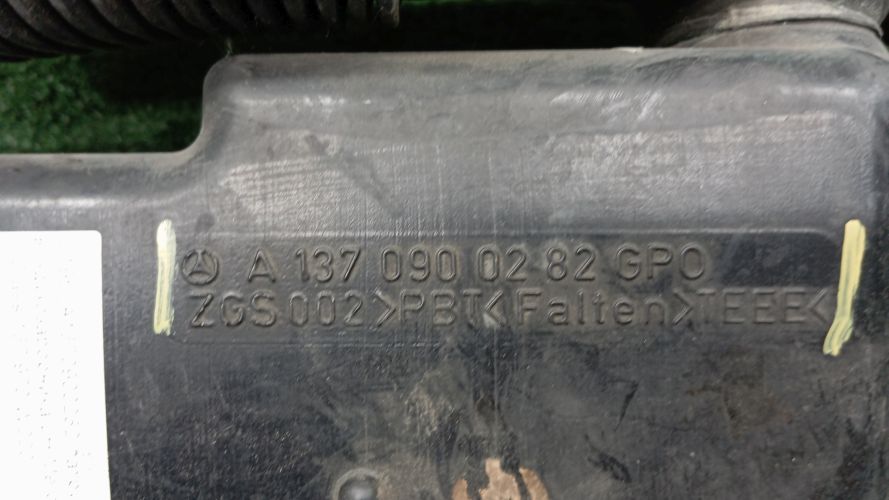 A 137 090 02 82 GPO
ZGS 002 >PBT< Falten >TEEE<